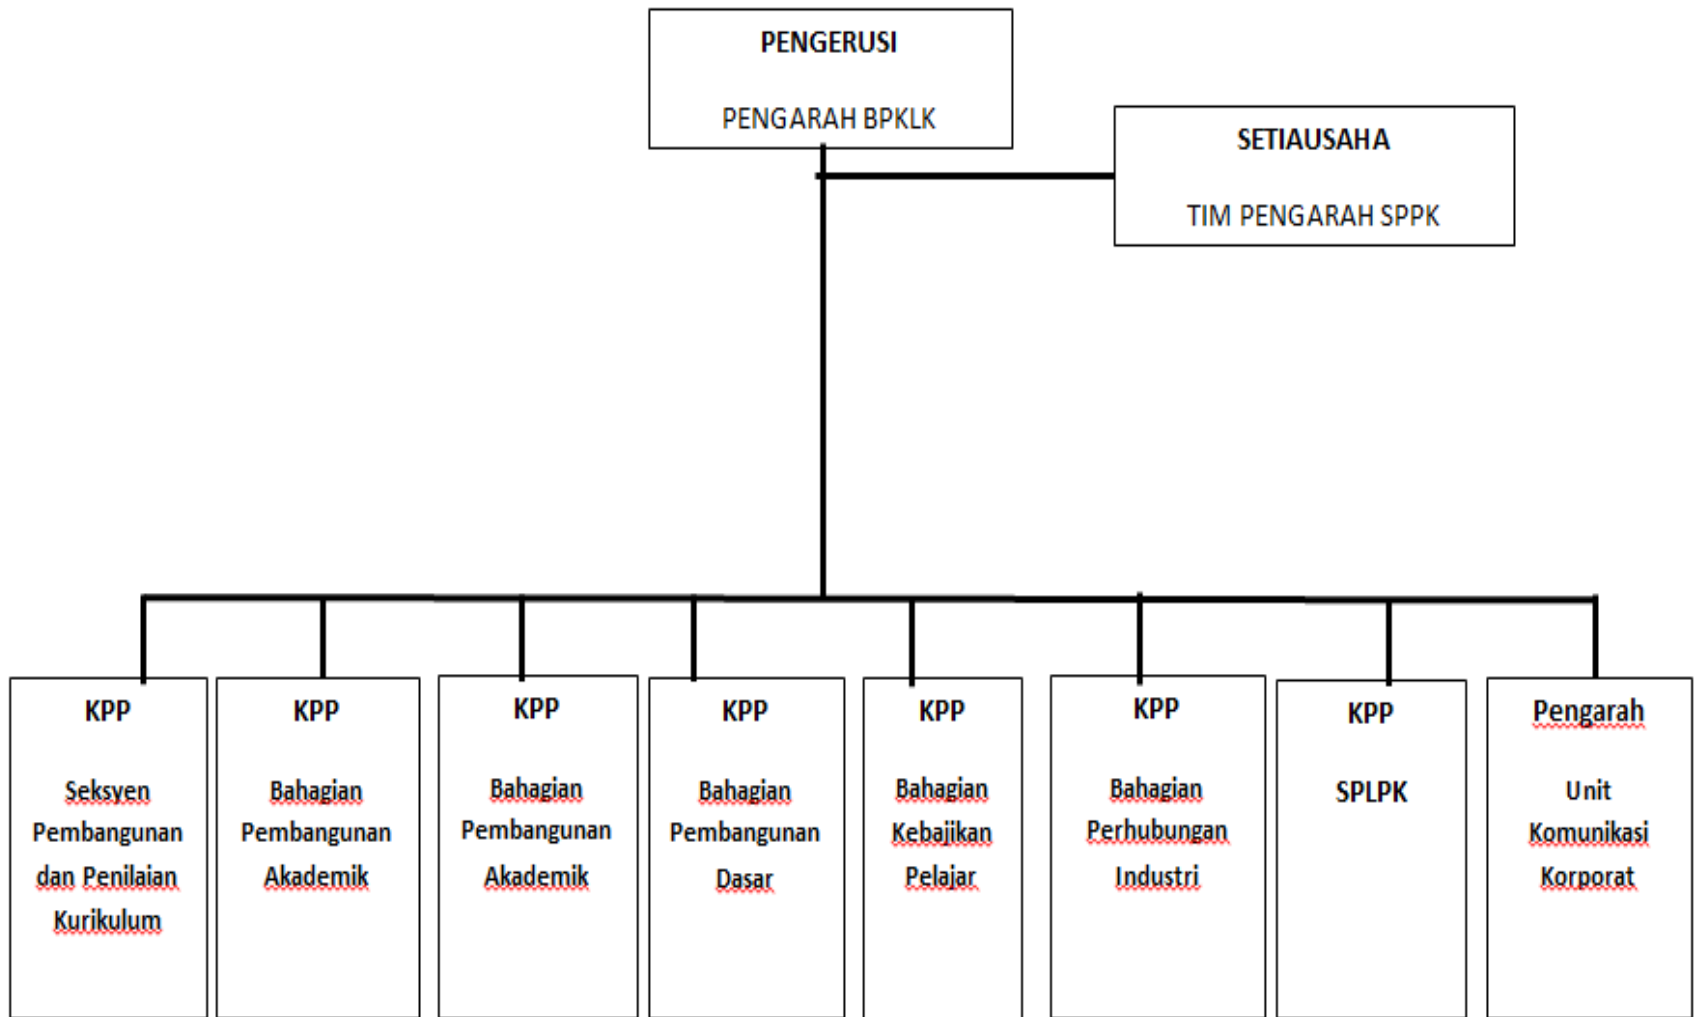 PENGERUSI
PENGARAH BPKLK
SETIAUSAHA
TIM PENGARAH SPPK
KPP
Seksyen
Pembangunan
dan Penilaian
Kurikulum
KPP
Bahagian
Pembangunan
Akademik
KPP
Bahagian
Pembangunan
Akademik
KPP
Bahagian
Pembangunan
Dasar
KPP
Bahagian
Kebajikan
Pelajar
KPP
Bahagian
Perhubungan
Industri
KPP
SPLPK
Pengarah
Unit
Komunikasi
Korporat